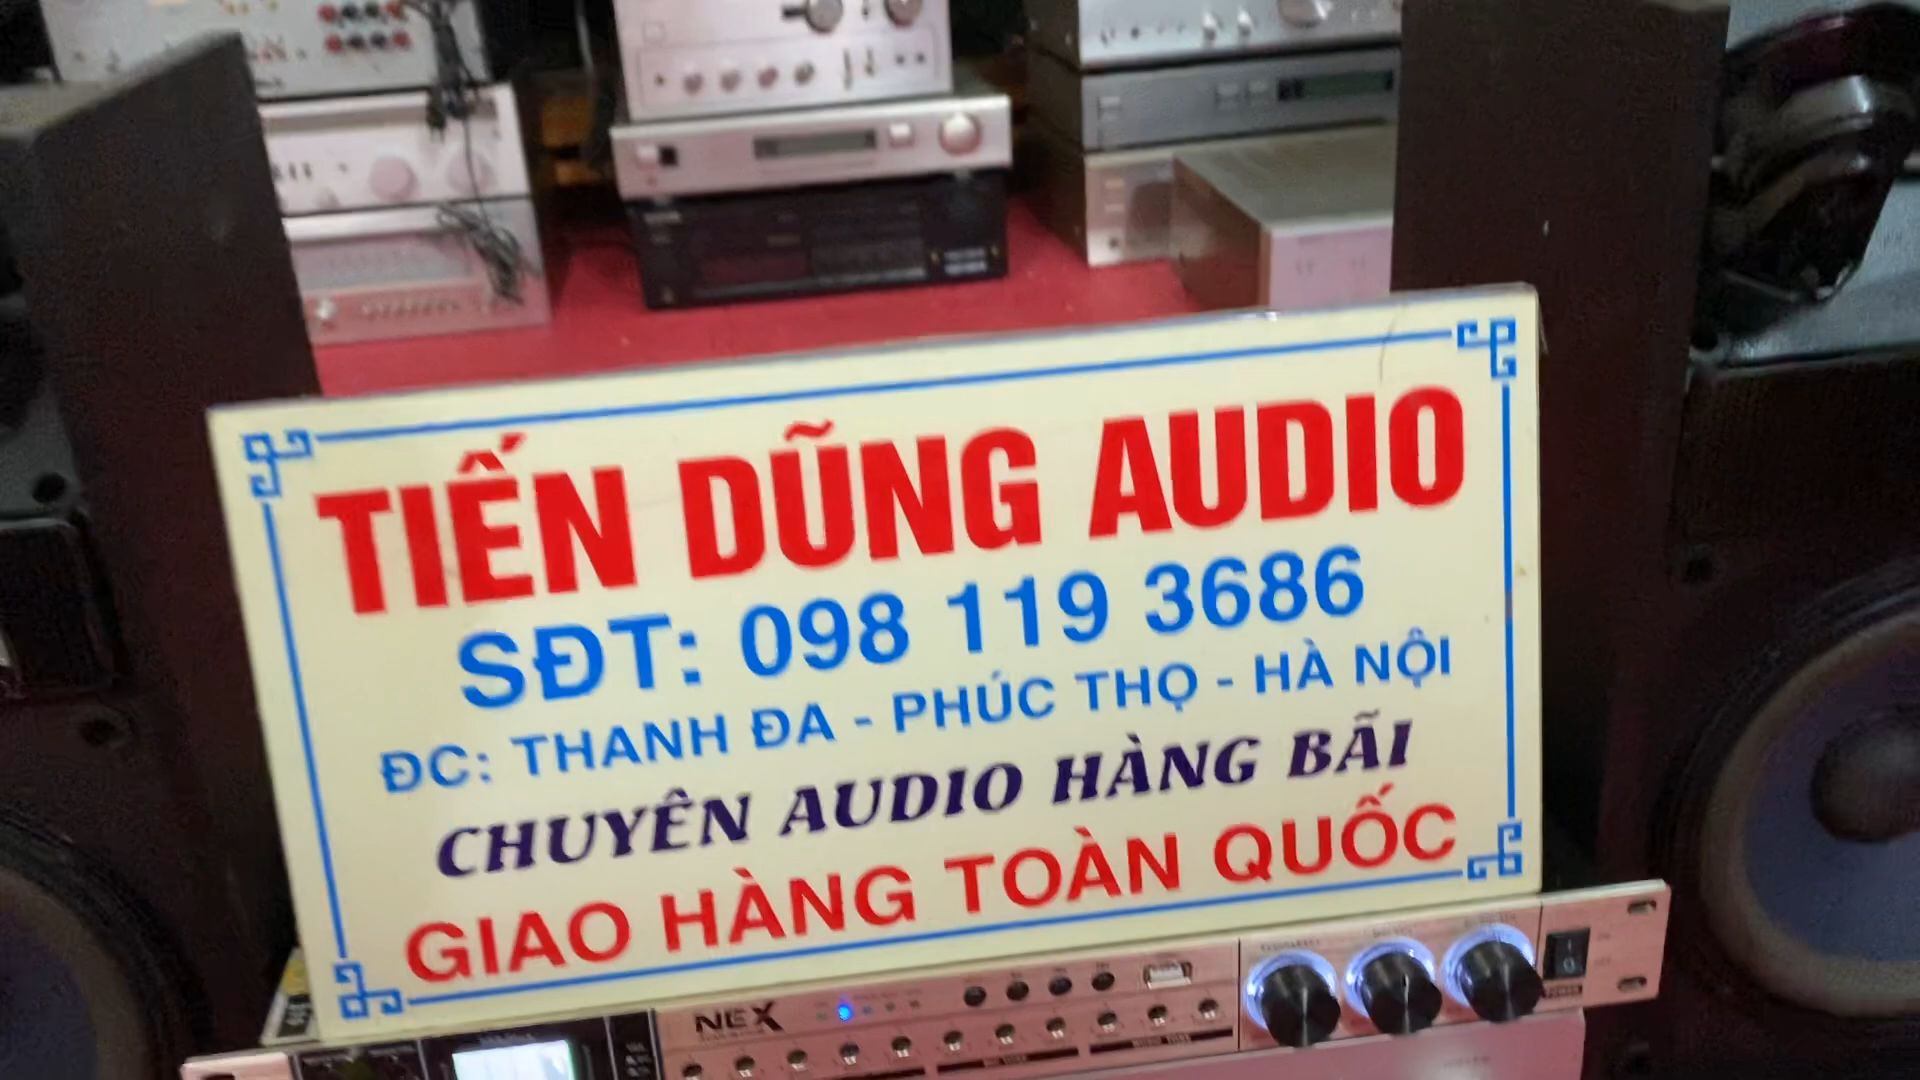 TIẾN DŨNG AUDIO
SĐT: 098 119 3686
ĐC: THANH ĐA - PHÚC THỌ - HÀ NỘI
CHUYÊN AUDIO HÀNG BÃI
GIAO HÀNG TOÀN QUỐC
NEX